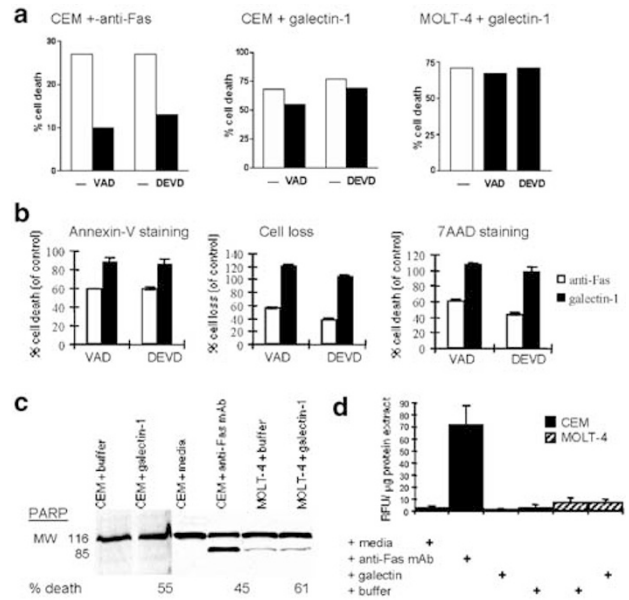 a
CEM +-anti-Fas
CEM + galectin-1
MOLT-4 + galectin-1
% cell death
30
20
10
0
— VAD — DEVD
% cell death
100
75
50
25
0
— VAD — DEVD
% cell death
75
50
25
0
— VAD DEVD
b
Annexin-V staining
Cell loss
7AAD staining
% cell death (of control)
100
80
60
40
20
0
VAD DEVD
% cell loss (of control)
140
120
100
80
60
40
20
0
VAD DEVD
% cell death (of control)
120
100
80
60
40
20
0
VAD DEVD
anti-Fas
galectin-1
c
CEM + buffer
CEM + galectin-1
CEM + media
CEM + anti-Fas mAb
MOLT-4 + buffer
MOLT-4 + galectin-1
PARP
MW 116
85
% death 55 45 61
d
RFU/ µg protein extract
90
80
70
60
50
40
30
20
10
0
CEM
MOLT-4
+ media +
+ anti-Fas mAb +
+ galectin + +
+ buffer + +